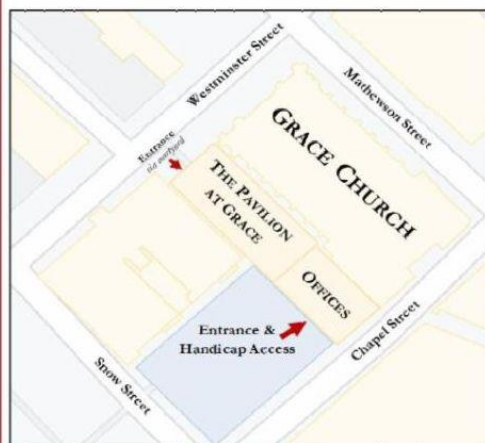 Westminster Street
Mathewson Street
GRACE CHURCH
Entrance
via courtyard
THE PAVILION
AT GRACE
OFFICES
Entrance &
Handicap Access
Chapel Street
Snow Street